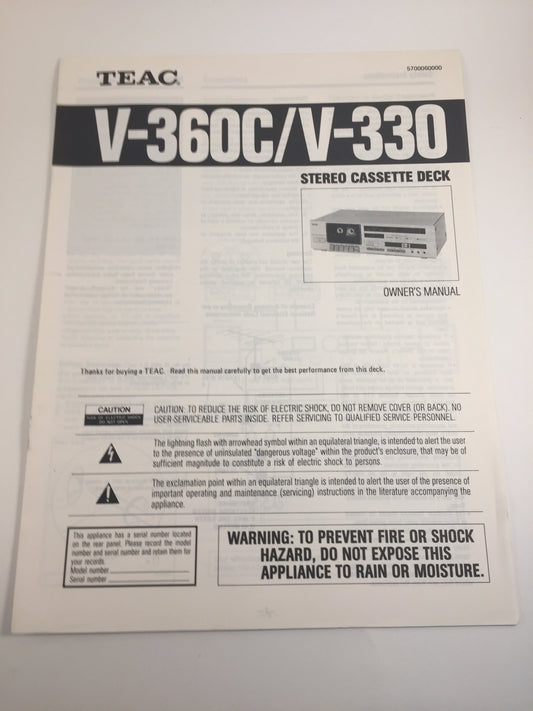 5700060000
TEAC
V-360C/V-330
STEREO CASSETTE DECK
OWNER'S MANUAL
Thanks for buying a TEAC. Read this manual carefully to get the best performance from this deck.
CAUTION
RISK OF ELECTRIC SHOCK
DO NOT OPEN
CAUTION: TO REDUCE THE RISK OF ELECTRIC SHOCK, DO NOT REMOVE COVER (OR BACK). NO
USER-SERVICEABLE PARTS INSIDE. REFER SERVICING TO QUALIFIED SERVICE PERSONNEL.
The lightning flash with arrowhead symbol within an equilateral triangle, is intended to alert the user
to the presence of uninsulated "dangerous voltage" within the product's enclosure, that may be of
sufficient magnitude to constitute a risk of electric shock to persons.
The exclamation point within an equilateral triangle is intended to alert the user of the presence of
important operating and maintenance (servicing) instructions in the literature accompanying the
appliance.
This appliance has a serial number located
on the rear panel. Please record the model
number and serial number and retain them for
your records.
Model number
Serial number
WARNING: TO PREVENT FIRE OR SHOCK
HAZARD, DO NOT EXPOSE THIS
APPLIANCE TO RAIN OR MOISTURE.